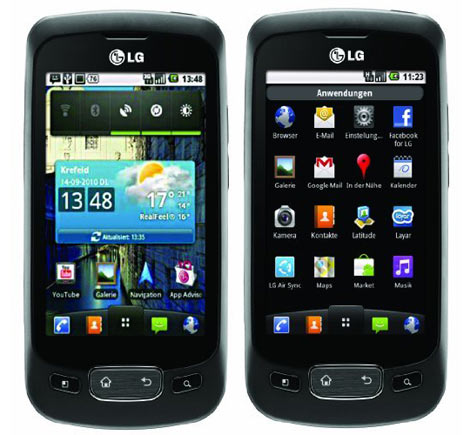 LG
76 13:48
Krefeld
14-09-2010 DI.
13 48
17° 21°
14°
RealFeel® 16°
Aktualisiert: 13:35
YouTube Galerie Navigation App Advisor
LG
11:23
Anwendungen
Browser E-Mail Einstellung... Facebook for LG
Galerie Google Mail In der Nähe Kalender
Kamera Kontakte Latitude Layar
LG Air Sync Maps Market Musik